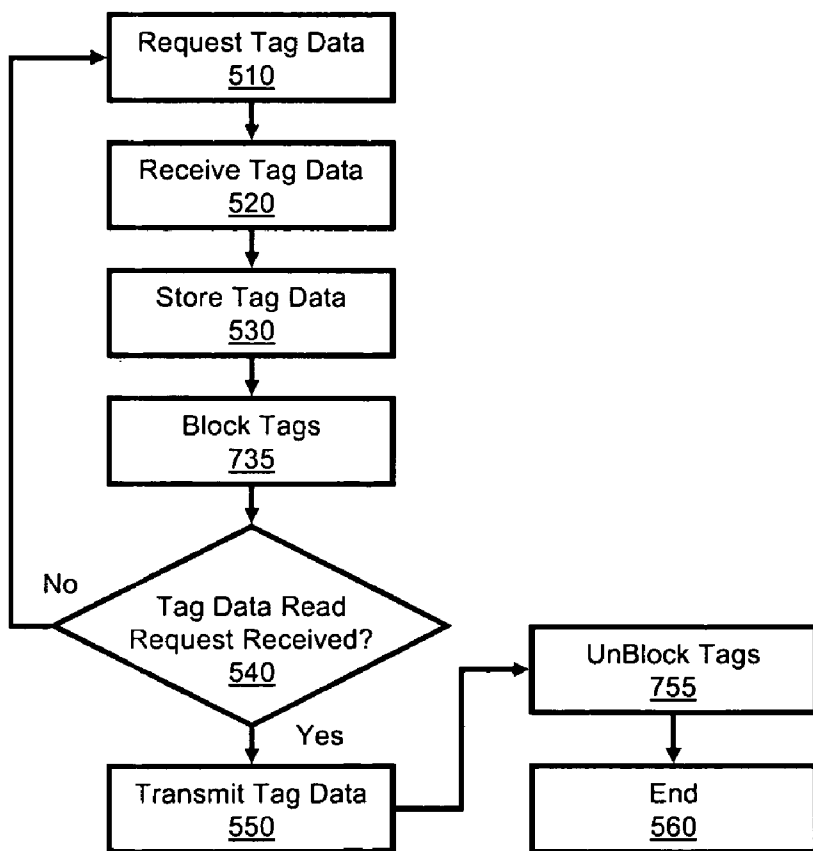 Request Tag Data
510
Receive Tag Data
520
Store Tag Data
530
Block Tags
735
No
Tag Data Read
Request Received?
540
Yes
Transmit Tag Data
550
UnBlock Tags
755
End
560